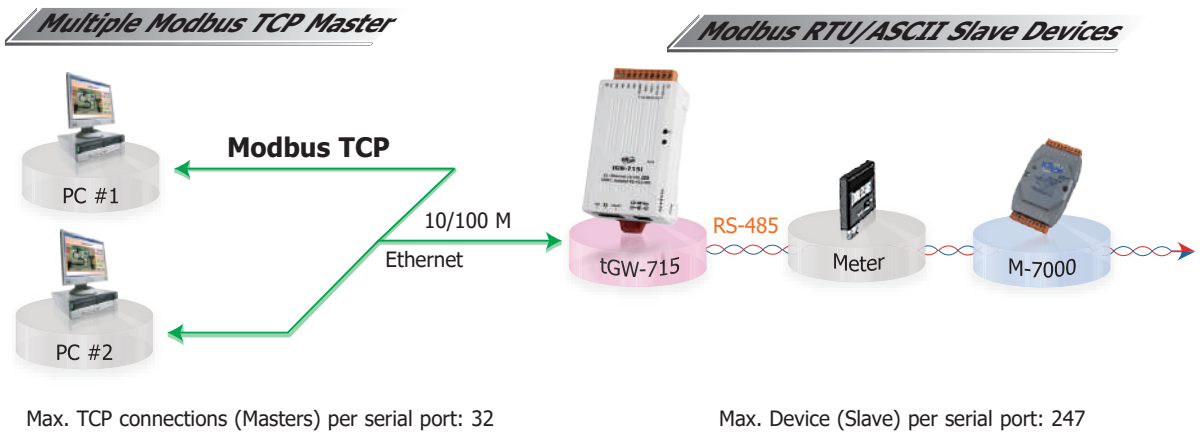 Multiple Modbus TCP Master
Modbus RTU/ASCII Slave Devices
Modbus TCP
PC #1
10/100 M
Ethernet
tGW-715i
RS-485
tGW-715
Meter
M-7000
PC #2
Max. TCP connections (Masters) per serial port: 32
Max. Device (Slave) per serial port: 247